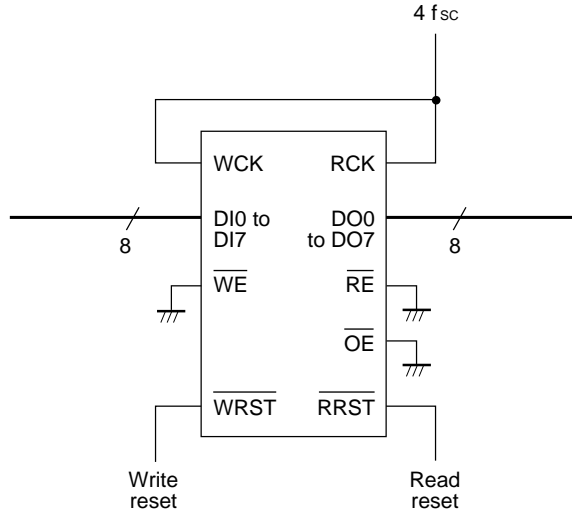 4 fSC
WCK RCK
DI0 to DO0
DI7 to DO7
8 8
WE RE
OE
WRST RRST
Write Read
reset reset